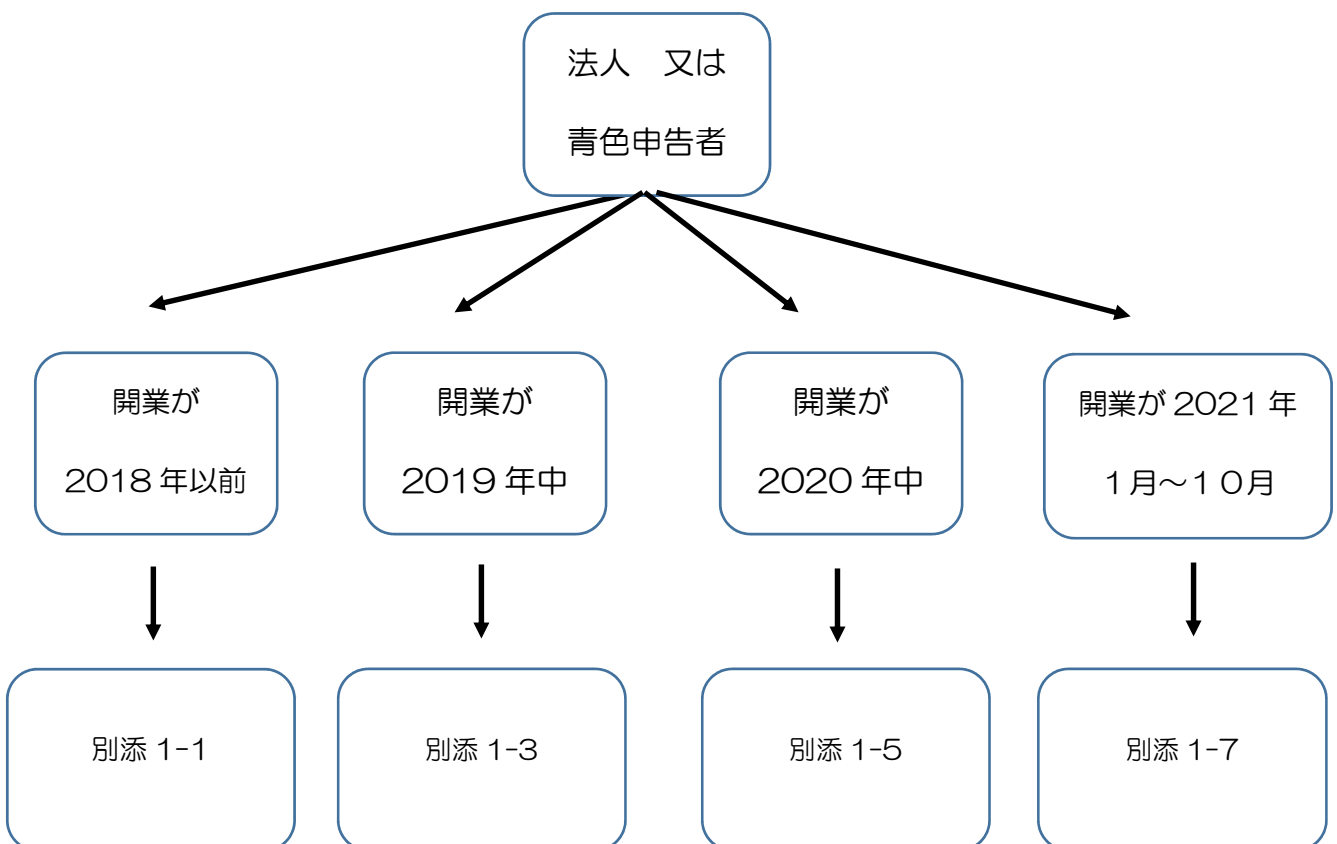 法人　又は
青色申告者
開業が
2018年以前
開業が
2019年中
開業が
2020年中
開業が2021年
1月～10月
別添1-1
別添1-3
別添1-5
別添1-7